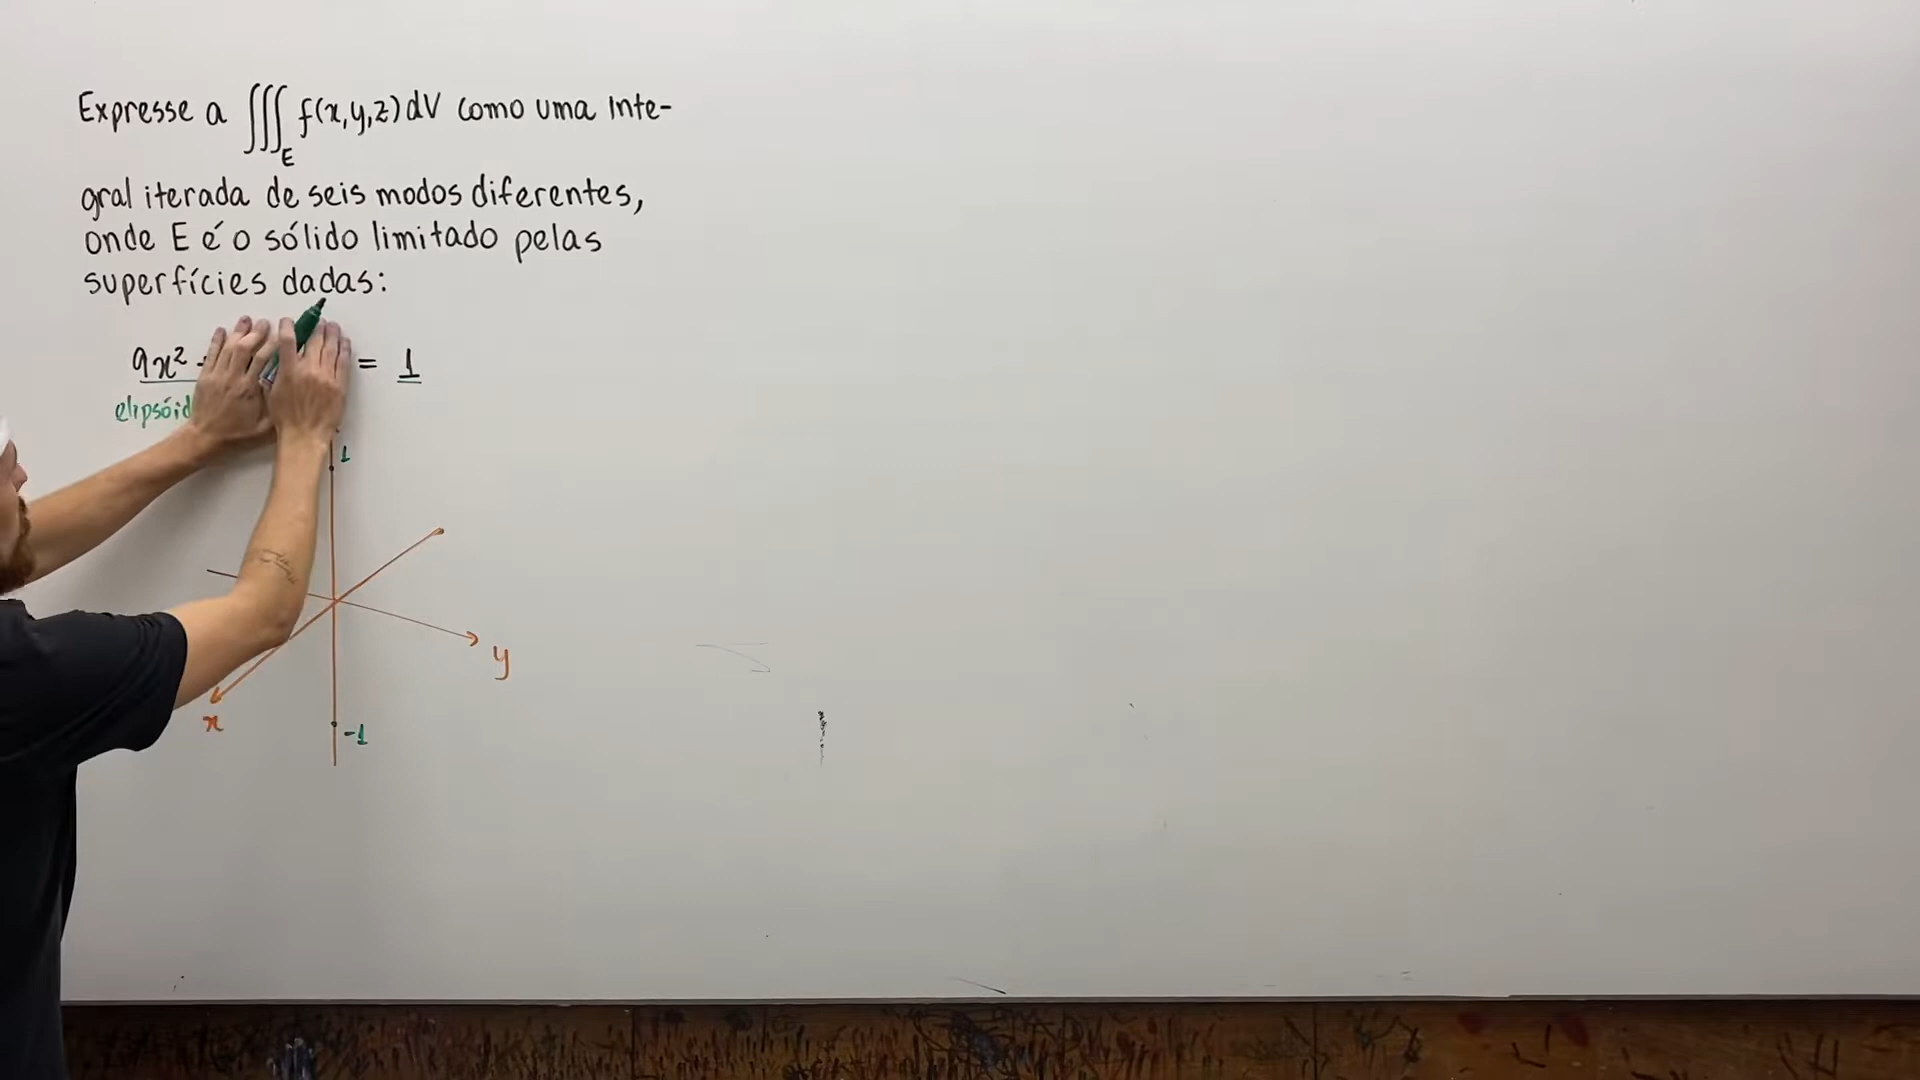 Expresse a ∫∫∫_E f(x,y,z)dV como uma inte-
gral iterada de seis modos diferentes,
onde E é o sólido limitado pelas
superfícies dadas:
9x² = 1
elipsóid
1
y
x
-1